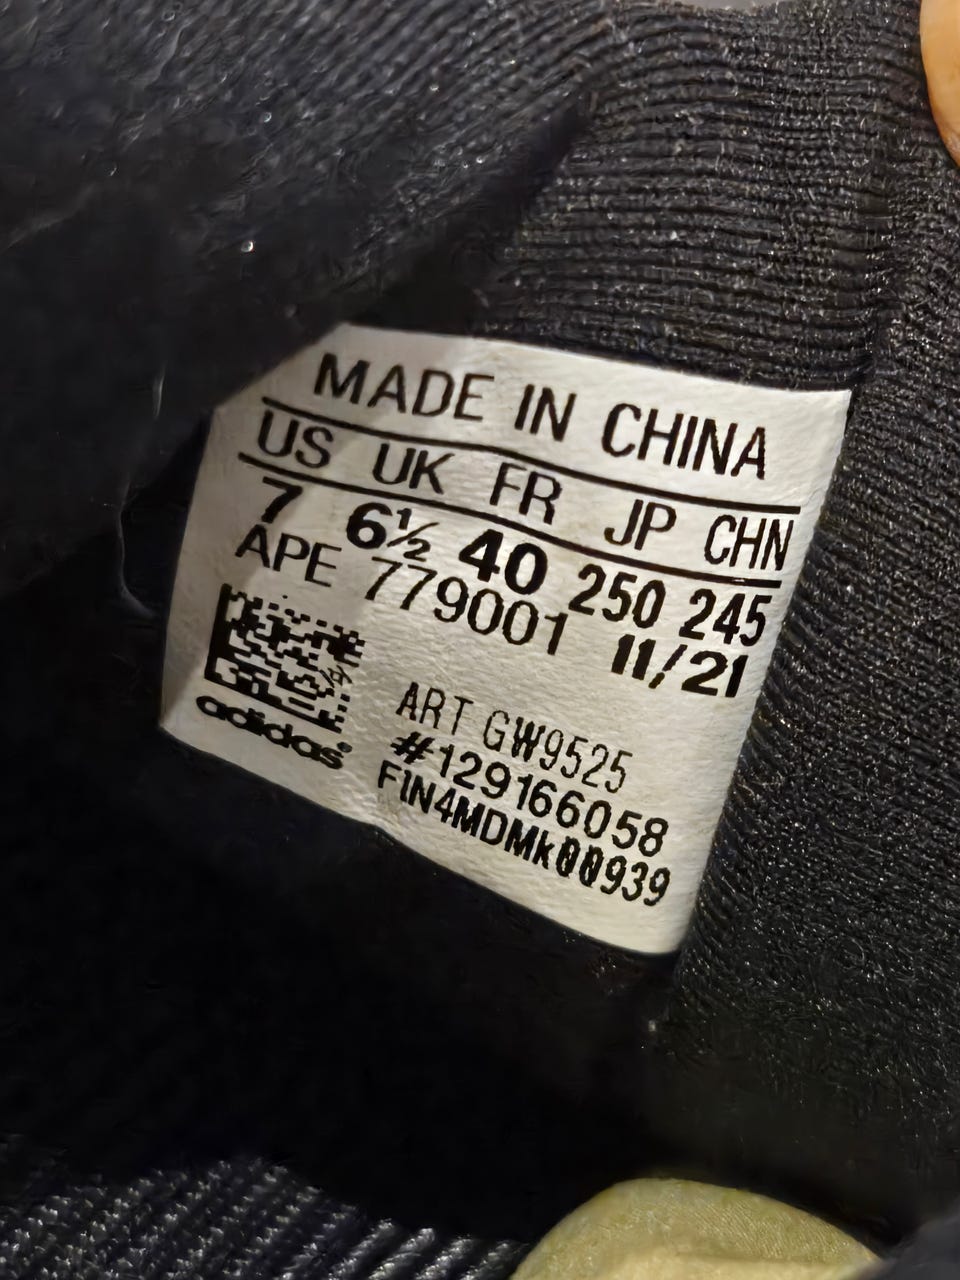 MADE IN CHINA
US UK FR JP CHN
7 6½ 40 250 245
APE 779001 11/21
adidas®
ART GW9525
#129166058
F1N4MDMk00939